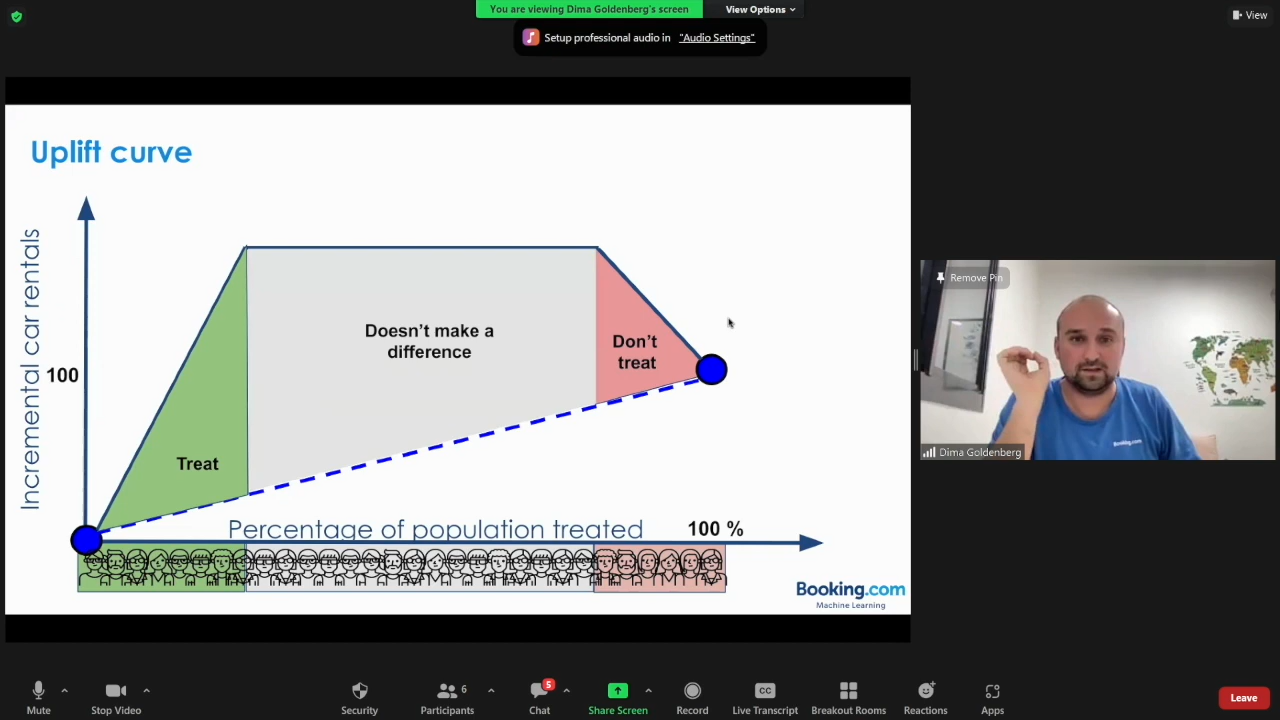 You are viewing Dima Goldenberg's screen
View Options
View
Setup professional audio in "Audio Settings"
Uplift curve
Incremental car rentals
100
Treat
Doesn't make a
difference
Don't
treat
Percentage of population treated
100 %
Booking.com
Machine Learning
Remove Pin
Booking.com
Dima Goldenberg
Mute
Stop Video
Security
6
Participants
5
Chat
Share Screen
Record
CC
Live Transcript
Breakout Rooms
Reactions
Apps
Leave